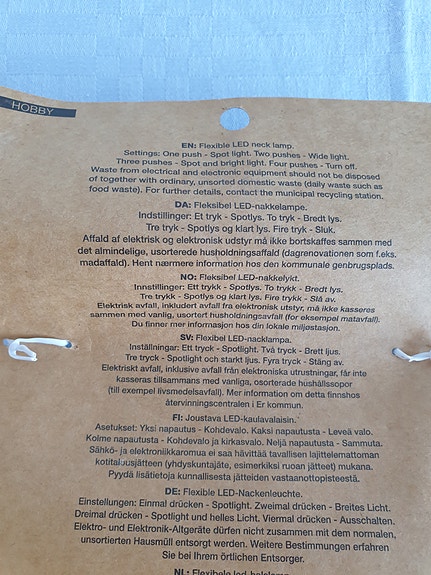 HOBBY
EN: Flexible LED neck lamp.
Settings: One push - Spot light. Two pushes - Wide light.
Three pushes - Spot and bright light. Four pushes - Turn off.
Waste from electrical and electronic equipment should not be disposed
of together with ordinary, unsorted domestic waste (daily waste such as
food waste). For further details, contact the municipal recycling station.
DA: Fleksibel LED-nakkelampe.
Indstillinger: Et tryk - Spotlys. To tryk - Bredt lys.
Tre tryk - Spotlys og klart lys. Fire tryk - Sluk.
Affald af elektrisk og elektronisk udstyr må ikke bortskaffes sammen med
det almindelige, usorterede husholdningsaffald (dagrenovationen som f.eks.
madaffald). Hent nærmere information hos den kommunale genbrugsplads.
NO: Fleksibel LED-nakkelykt.
Innstillinger: Ett trykk - Spotlys. To trykk - Bredt lys.
Tre trykk - Spotlys og klart lys. Fire trykk - Slå av.
Elektrisk avfall, inkludert avfall fra elektronisk utstyr, må ikke kasseres
sammen med vanlig, usortert husholdningsavfall (for eksempel matavfall).
Du finner mer informasjon hos din lokale miljøstasjon.
SV: Flexibel LED-nacklampa.
Inställningar: Ett tryck - Spotlight. Två tryck - Brett ljus.
Tre tryck - Spotlight och starkt ljus. Fyra tryck - Stäng av.
Elektriskt avfall, inklusive avfall från elektroniska utrustningar, får inte
kasseras tillsammans med vanliga, osorterade hushållssopor
(till exempel livsmedelsavfall). Mer information om detta finnshos
återvinningscentralen i Er kommun.
FI: Joustava LED-kaulavalaisin.
Asetukset: Yksi napautus - Kohdevalo. Kaksi napautusta - Leveä valo.
Kolme napautusta - Kohdevalo ja kirkasvalo. Neljä napautusta - Sammuta.
Sähkö- ja elektroniikkaromua ei saa hävittää tavallisen lajittelemattoman
kotitalousjätteen (yhdyskuntajäte, esimerkiksi ruoan jätteet) mukana.
Pyydä lisätietoja kunnallisesta jätteiden vastaanottopisteestä.
DE: Flexible LED-Nackenleuchte.
Einstellungen: Einmal drücken - Spotlight. Zweimal drücken - Breites Licht.
Dreimal drücken - Spotlight und helles Licht. Viermal drücken - Ausschalten.
Elektro- und Elektronik-Altgeräte dürfen nicht zusammen mit dem normalen,
unsortierten Hausmüll entsorgt werden. Weitere Bestimmungen erfahren
Sie bei Ihrem örtlichen Entsorger.
NL: Flexibele led-halslamp.